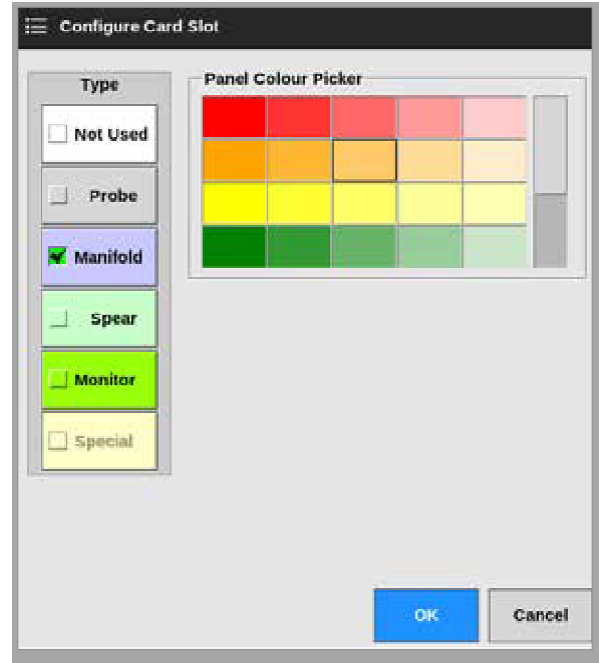 Configure Card Slot
Type
Panel Colour Picker
Not Used
Probe
Manifold
Spear
Monitor
Special
OK
Cancel